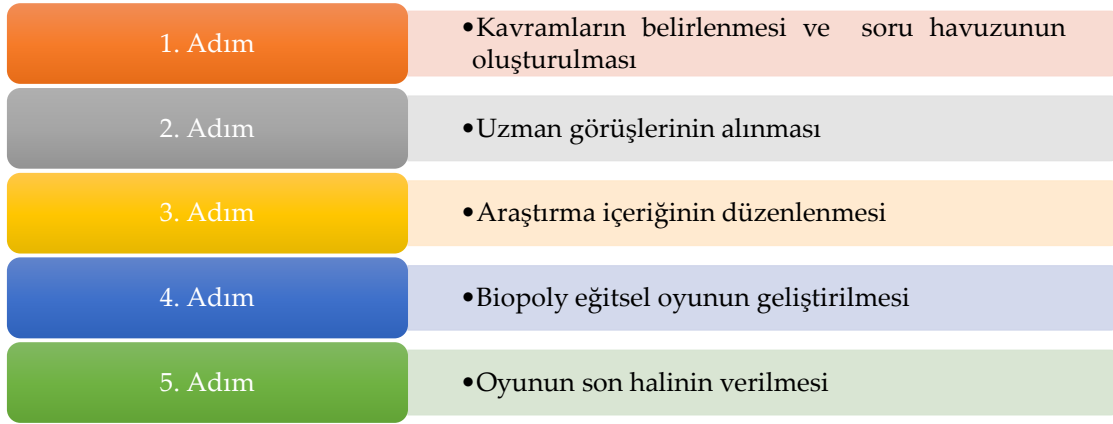 1. Adım
•Kavramların belirlenmesi ve soru havuzunun
oluşturulması
2. Adım
•Uzman görüşlerinin alınması
3. Adım
•Araştırma içeriğinin düzenlenmesi
4. Adım
•Biopoly eğitsel oyunun geliştirilmesi
5. Adım
•Oyunun son halinin verilmesi